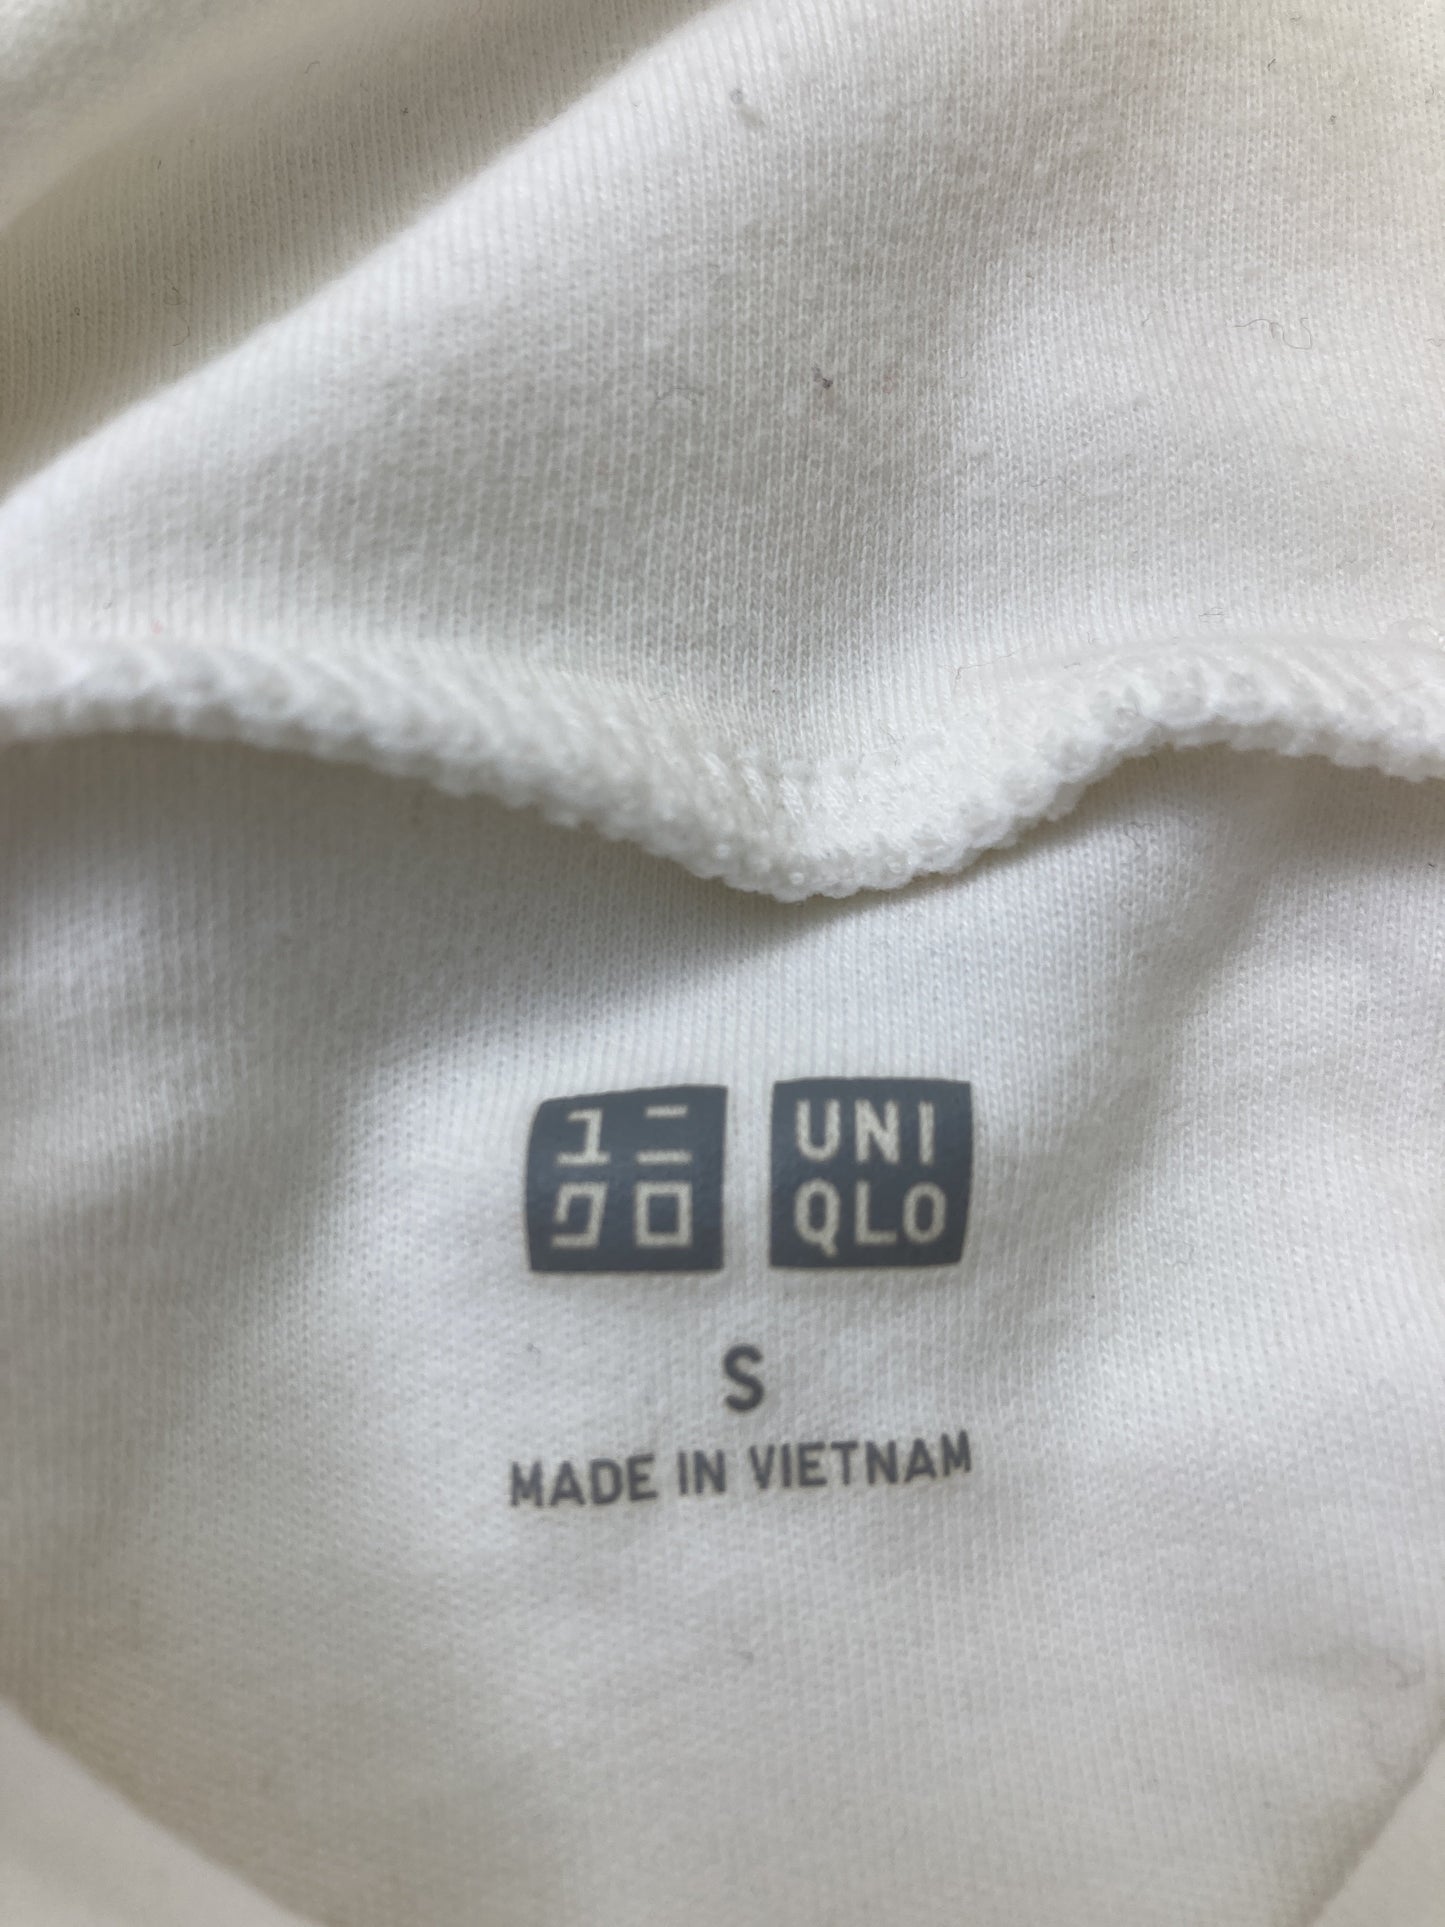 ユニ UNI
クロ QLO
S
MADE IN VIETNAM